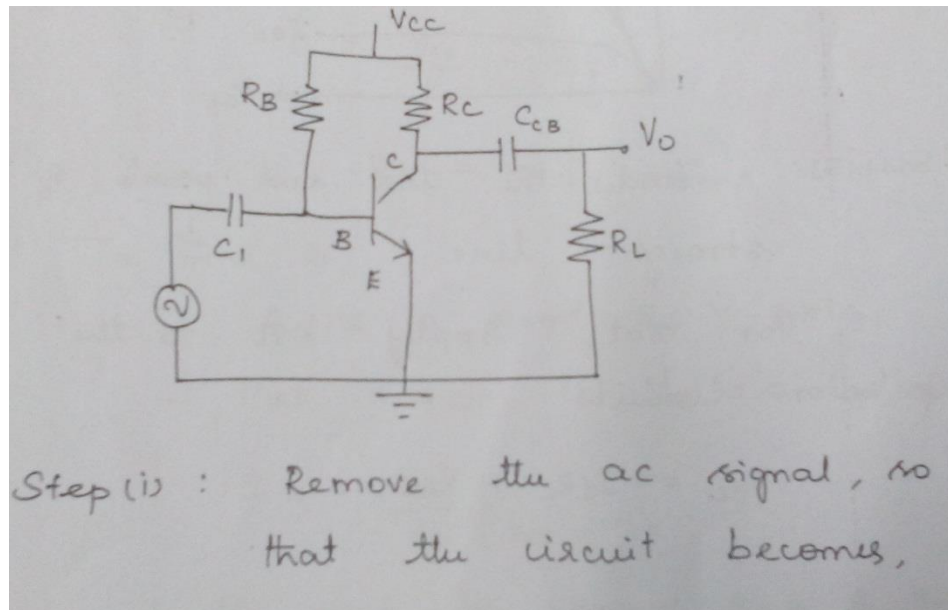 Vcc
RB
Rc
CcB
Vo
C
C1
B
RL
E
Step (i) : Remove the ac signal, so
that the circuit becomes,